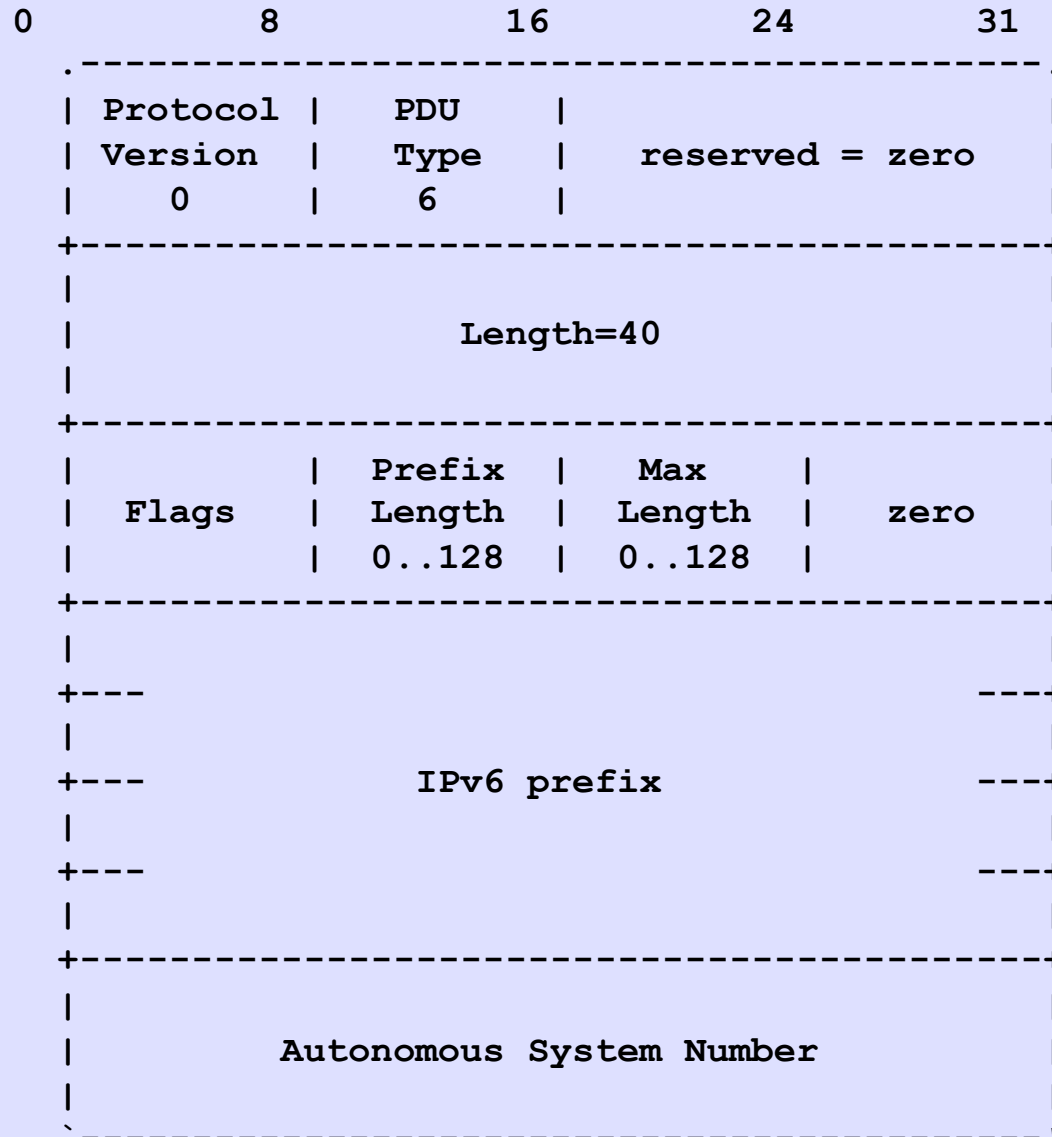 0          8          16          24         31
   .-------------------------------------------.
   | Protocol |   PDU    |                     |
   | Version  |   Type   |   reserved = zero   |
   |    0     |    6     |                     |
   +-------------------------------------------+
   |                                           |
   |                 Length=40                 |
   |                                           |
   +-------------------------------------------+
   |          |  Prefix  |   Max    |          |
   |  Flags   |  Length  |  Length  |   zero   |
   |          |  0..128  |  0..128  |          |
   +-------------------------------------------+
   |                                           |
   +---                                     ---+
   |                                           |
   +---            IPv6 prefix              ---+
   |                                           |
   +---                                     ---+
   |                                           |
   +-------------------------------------------+
   |                                           |
   |         Autonomous System Number          |
   |                                           |
   `-------------------------------------------'